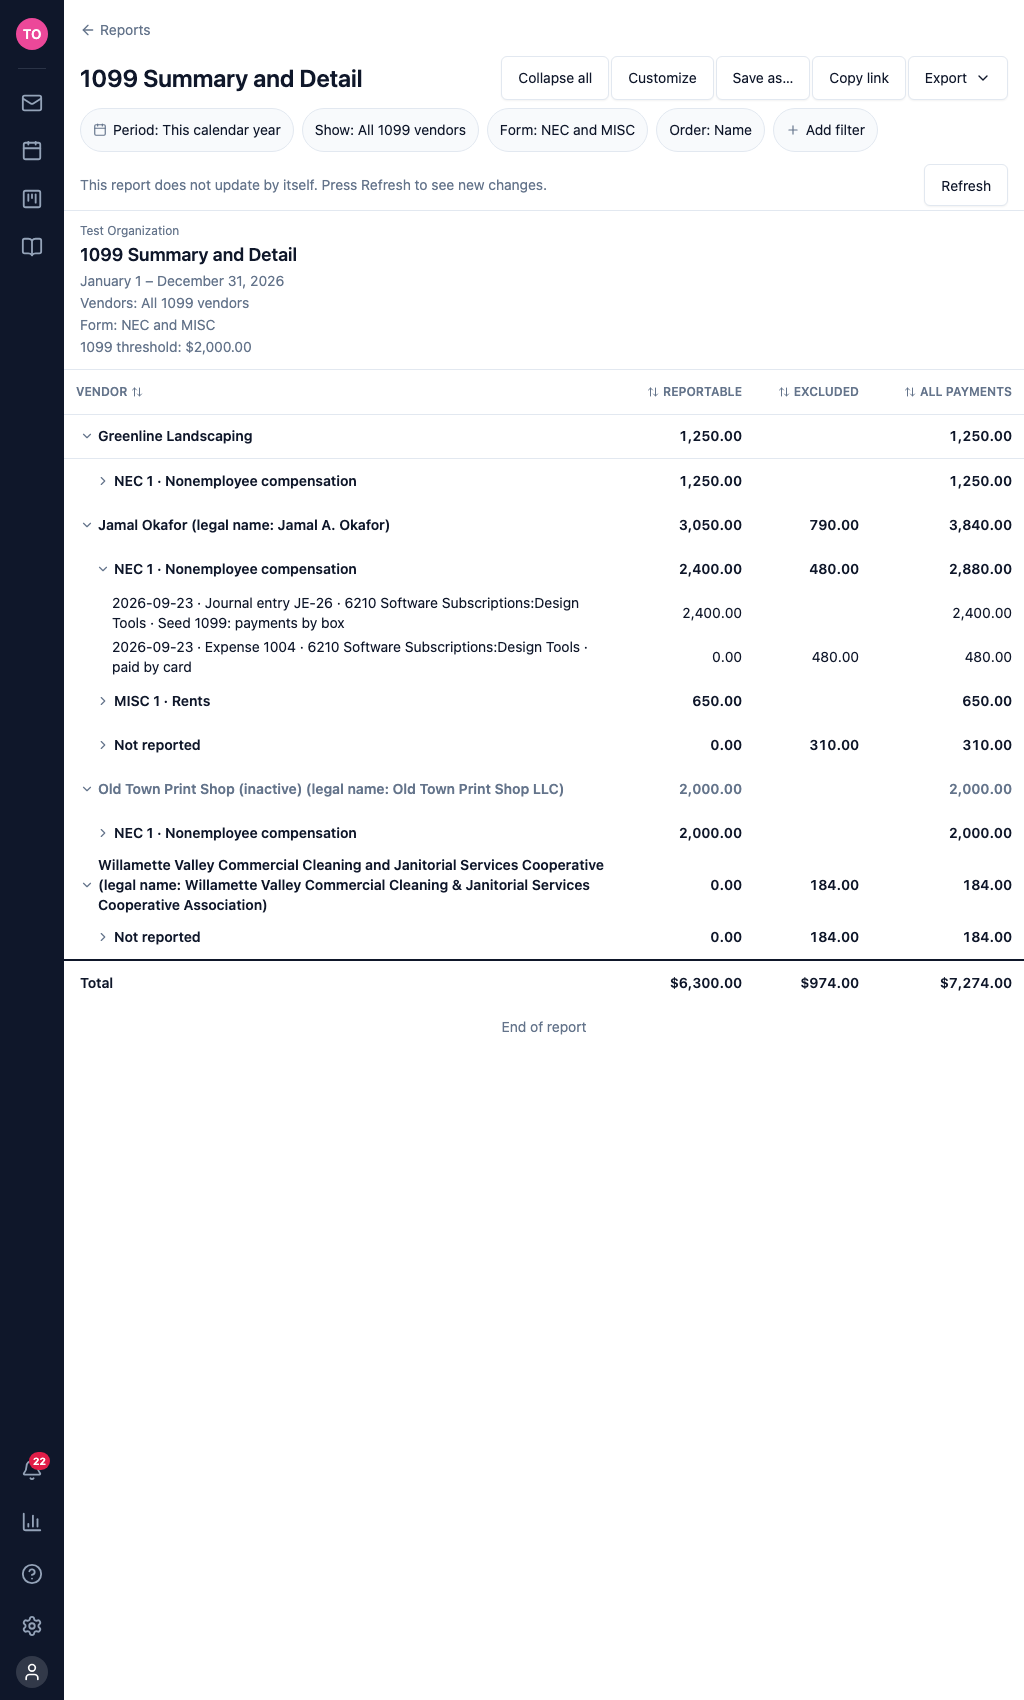 TO
Reports
1099 Summary and Detail
Collapse all
Customize
Save as...
Copy link
Export
Period: This calendar year
Show: All 1099 vendors
Form: NEC and MISC
Order: Name
Add filter
This report does not update by itself. Press Refresh to see new changes.
Refresh
Test Organization
1099 Summary and Detail
January 1 – December 31, 2026
Vendors: All 1099 vendors
Form: NEC and MISC
1099 threshold: $2,000.00
VENDOR REPORTABLE EXCLUDED ALL PAYMENTS
Greenline Landscaping 1,250.00 1,250.00
NEC 1 · Nonemployee compensation 1,250.00 1,250.00
Jamal Okafor (legal name: Jamal A. Okafor) 3,050.00 790.00 3,840.00
NEC 1 · Nonemployee compensation 2,400.00 480.00 2,880.00
2026-09-23 · Journal entry JE-26 · 6210 Software Subscriptions:Design
Tools · Seed 1099: payments by box 2,400.00 2,400.00
2026-09-23 · Expense 1004 · 6210 Software Subscriptions:Design Tools ·
paid by card 0.00 480.00 480.00
MISC 1 · Rents 650.00 650.00
Not reported 0.00 310.00 310.00
Old Town Print Shop (inactive) (legal name: Old Town Print Shop LLC) 2,000.00 2,000.00
NEC 1 · Nonemployee compensation 2,000.00 2,000.00
Willamette Valley Commercial Cleaning and Janitorial Services Cooperative
(legal name: Willamette Valley Commercial Cleaning & Janitorial Services
Cooperative Association) 0.00 184.00 184.00
Not reported 0.00 184.00 184.00
Total $6,300.00 $974.00 $7,274.00
End of report
22